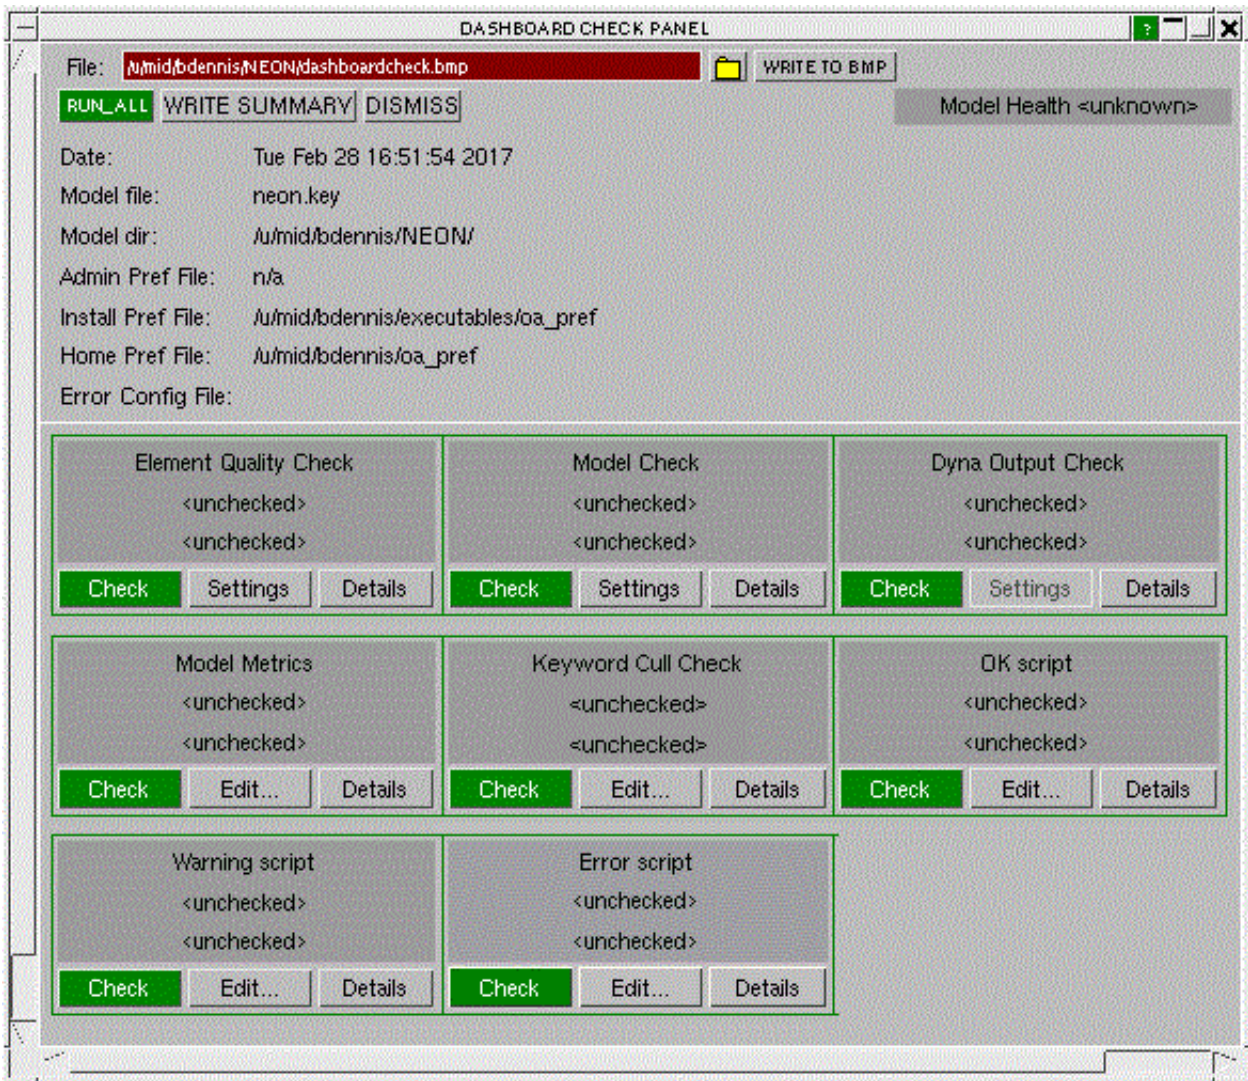 DASHBOARD CHECK PANEL ?
File: /u/mid/bdennis/NEON/dashboardcheck.bmp WRITE TO BMP
RUN_ALL WRITE SUMMARY DISMISS Model Health <unknown>
Date: Tue Feb 28 16:51:54 2017
Model file: neon.key
Model dir: /u/mid/bdennis/NEON/
Admin Pref File: n/a
Install Pref File: /u/mid/bdennis/executables/oa_pref
Home Pref File: /u/mid/bdennis/oa_pref
Error Config File:
Element Quality Check Model Check Dyna Output Check
<unchecked> <unchecked> <unchecked>
<unchecked> <unchecked> <unchecked>
Check Settings Details Check Settings Details Check Settings Details
Model Metrics Keyword Cull Check OK script
<unchecked> <unchecked> <unchecked>
<unchecked> <unchecked> <unchecked>
Check Edit... Details Check Edit... Details Check Edit... Details
Warning script Error script
<unchecked> <unchecked>
<unchecked> <unchecked>
Check Edit... Details Check Edit... Details